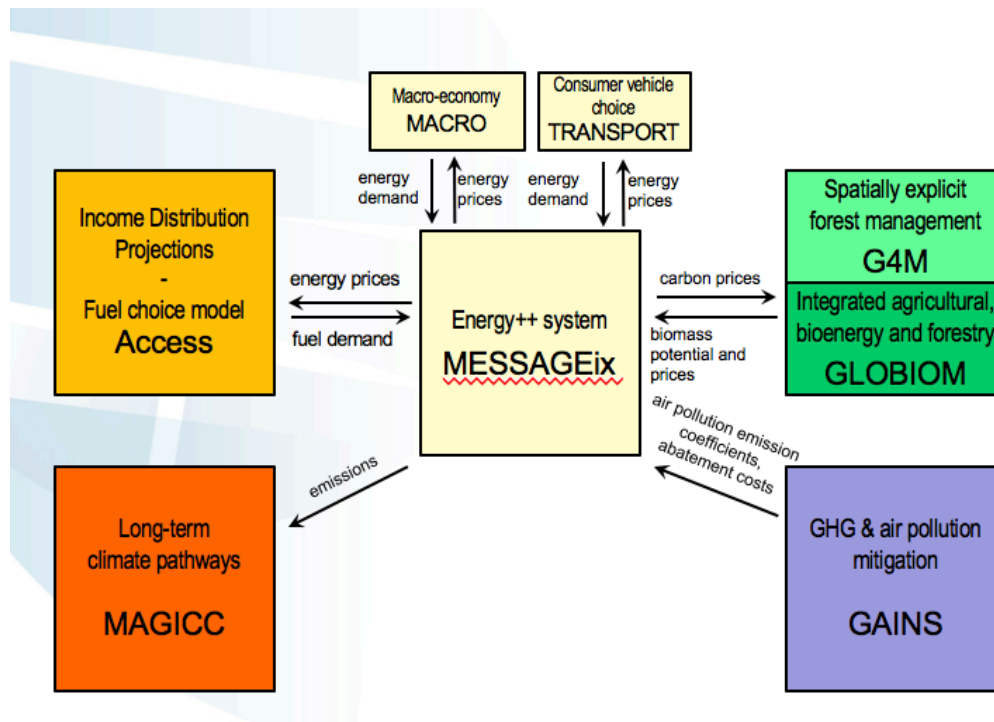 Macro-economy
MACRO
Consumer vehicle
choice
TRANSPORT
energy
demand
energy
prices
energy
demand
energy
prices
Income Distribution
Projections
-
Fuel choice model
Access
energy prices
fuel demand
Energy++ system
MESSAGEix
carbon prices
biomass
potential and
prices
Spatially explicit
forest management
G4M
Integrated agricultural,
bioenergy and forestry
GLOBIOM
air pollution emission
coefficients,
abatement costs
emissions
Long-term
climate pathways
MAGICC
GHG & air pollution
mitigation
GAINS